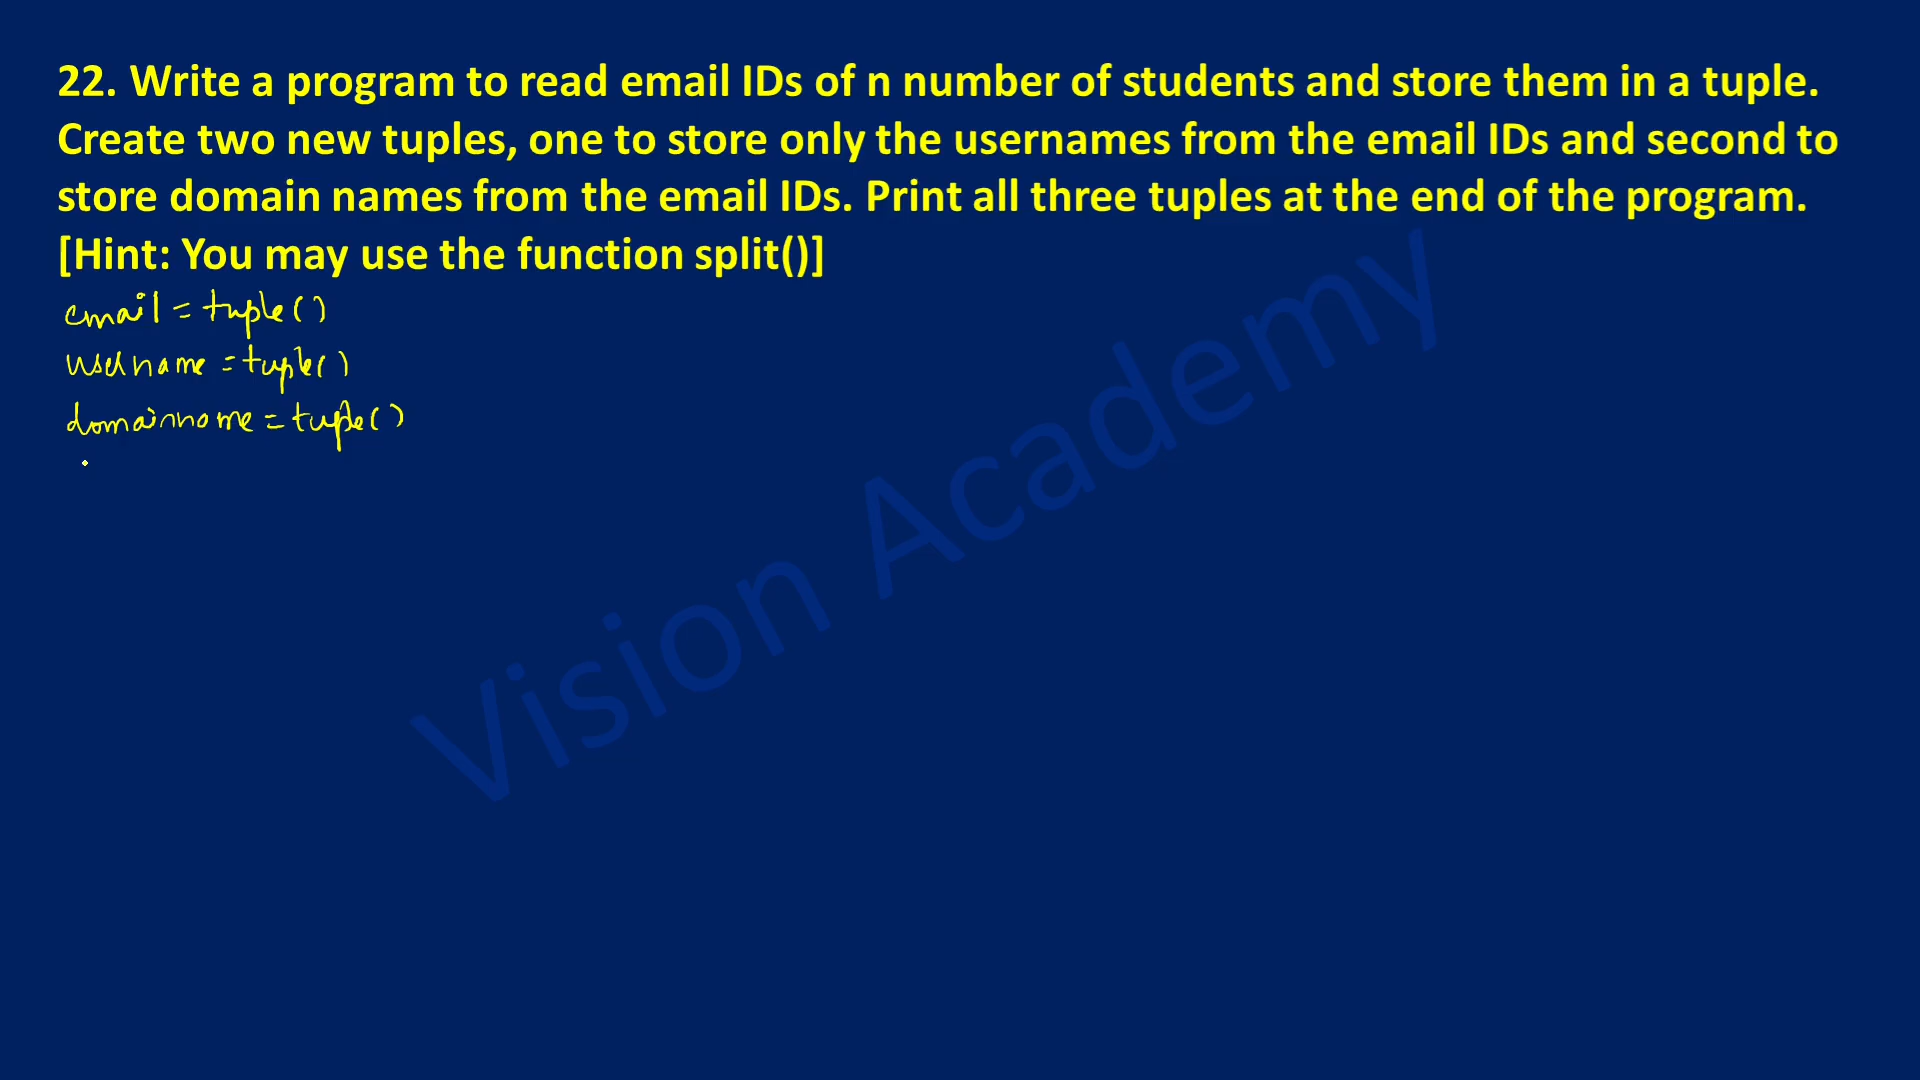 22. Write a program to read email IDs of n number of students and store them in a tuple.
Create two new tuples, one to store only the usernames from the email IDs and second to
store domain names from the email IDs. Print all three tuples at the end of the program.
[Hint: You may use the function split()]
email = tuple()
username = tuple()
domainname = tuple()
Vision Academy